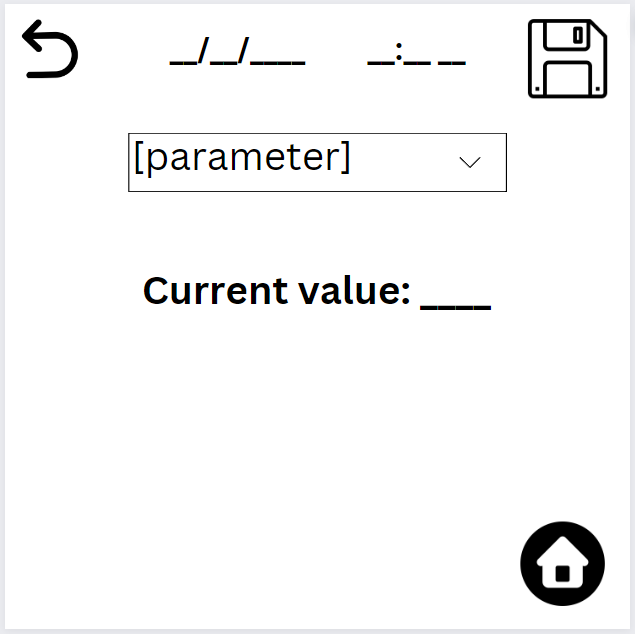 __/__/____ __:__ __
[parameter]
Current value: ____